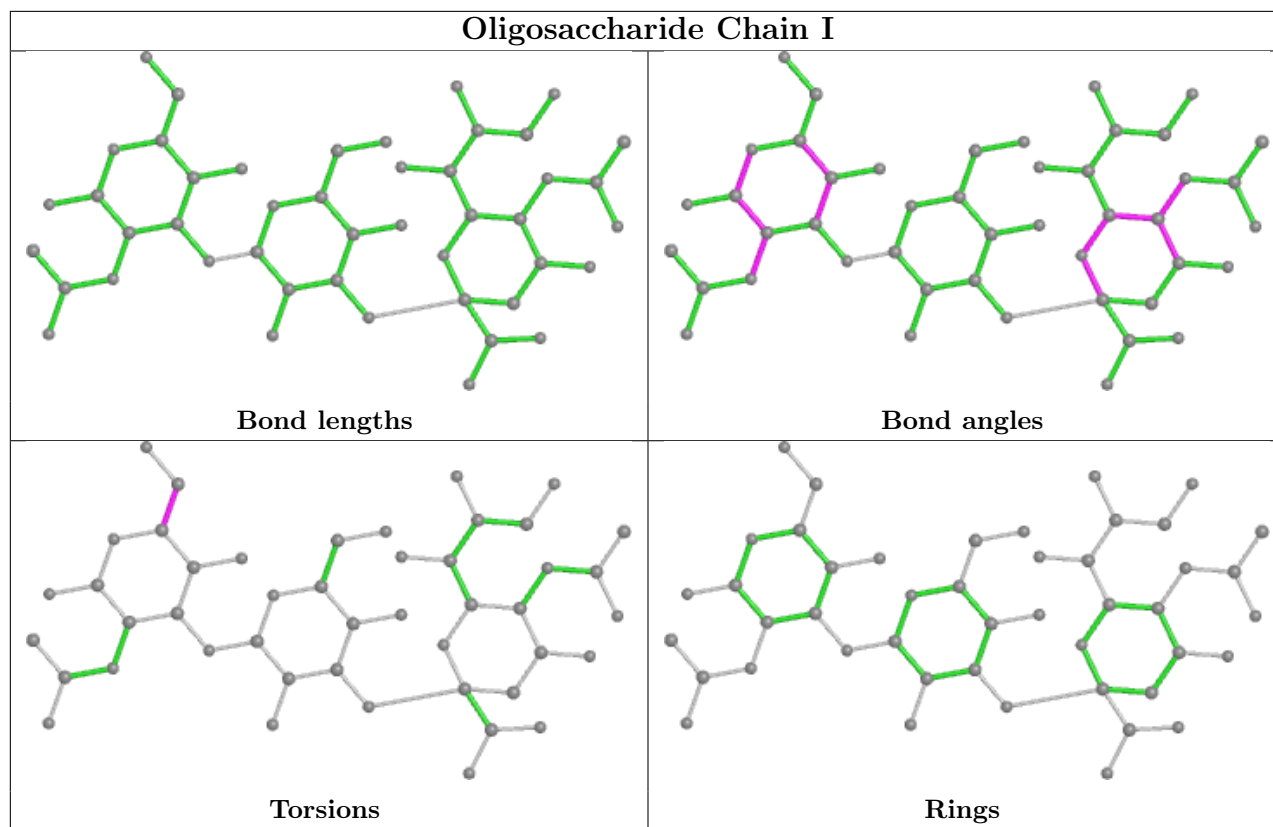 Oligosaccharide Chain I
Bond lengths
Bond angles
Torsions
Rings